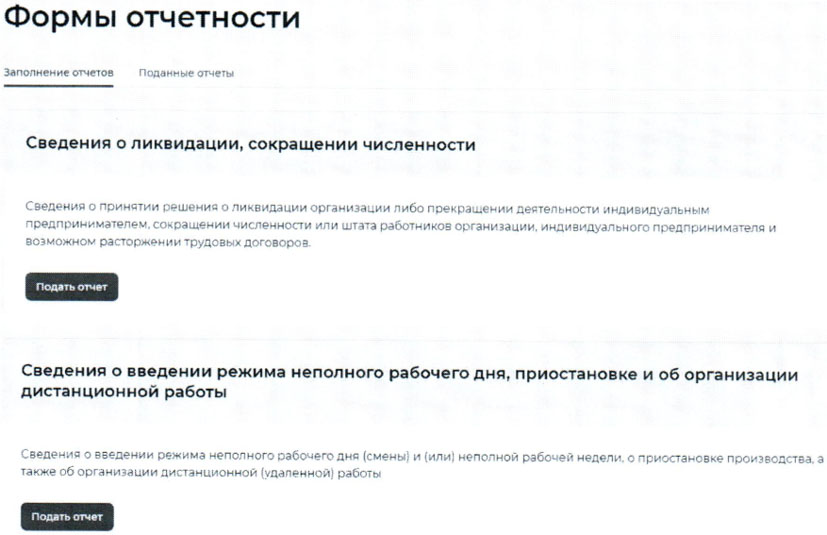 Формы отчетности
Заполнение отчетов Поданные отчеты
Сведения о ликвидации, сокращении численности
Сведения о принятии решения о ликвидации организации либо прекращении деятельности индивидуальным
предпринимателем, сокращении численности или штата работников организации, индивидуального предпринимателя и
возможном расторжении трудовых договоров.
Подать отчет
Сведения о введении режима неполного рабочего дня, приостановке и об организации
дистанционной работы
Сведения о введении режима неполного рабочего дня (смены) и (или) неполной рабочей недели, о приостановке производства, а
также об организации дистанционной (удаленной) работы
Подать отчет